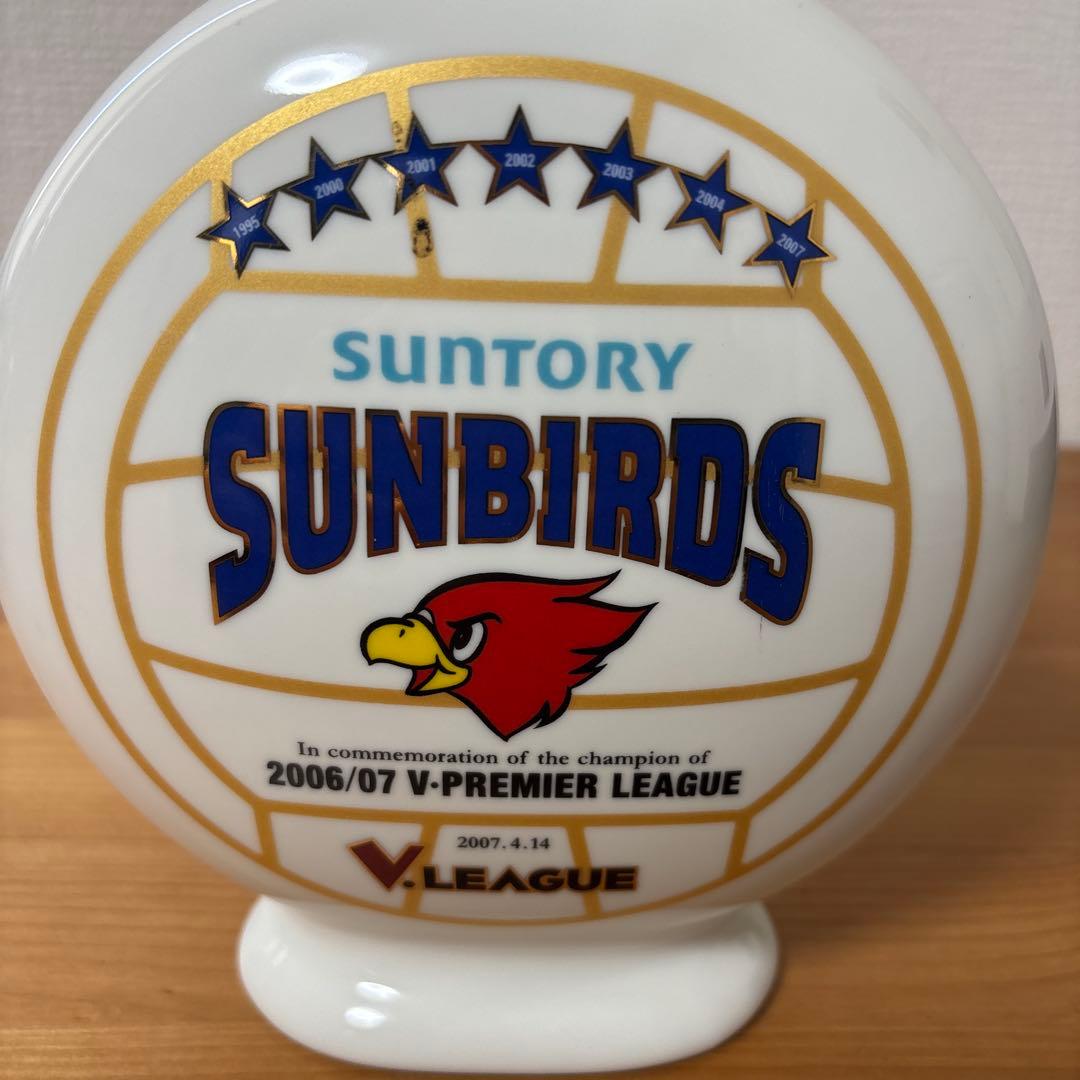 1995 2000 2001 2002 2003 2004 2007
SUNTORY
SUNBIRDS
In commemoration of the champion of
2006/07 V•PREMIER LEAGUE
2007.4.14
V.LEAGUE